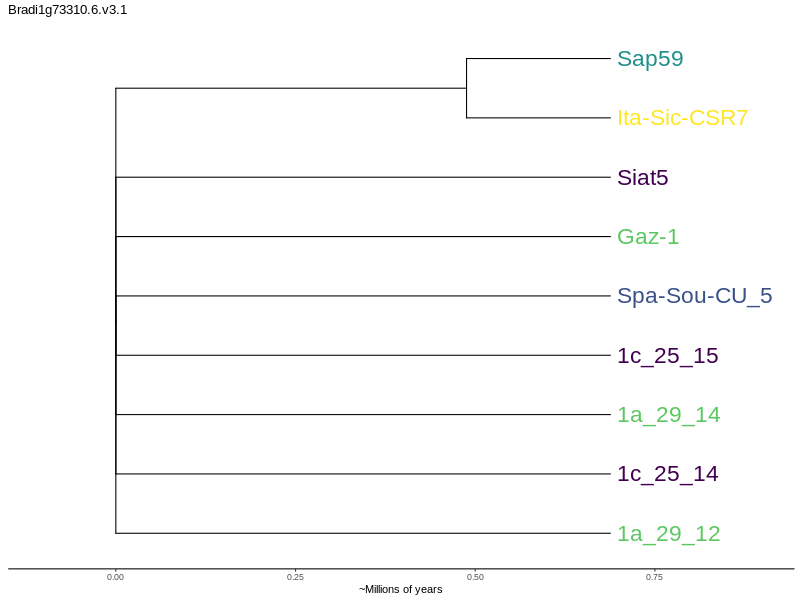 Bradi1g73310.6.v3.1
Sap59
Ita-Sic-CSR7
Siat5
Gaz-1
Spa-Sou-CU_5
1c_25_15
1a_29_14
1c_25_14
1a_29_12
0.00 0.25 0.50 0.75
~Millions of years